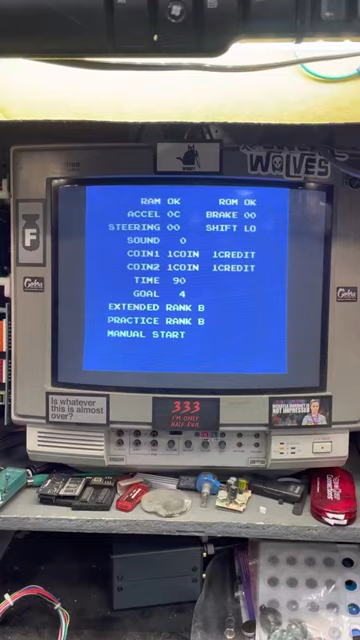 WOLVES
RAM OK ROM OK
ACCEL 0C BRAKE 00
STEERING 00 SHIFT LO
SOUND 0
COIN1 1COIN 1CREDIT
COIN2 1COIN 1CREDIT
TIME 90
GOAL 4
EXTENDED RANK B
PRACTICE RANK B
MANUAL START
F
Is whatever
this is almost
over?
333
I'M ONLY
HALF-EVIL
NOT IMPRESSED